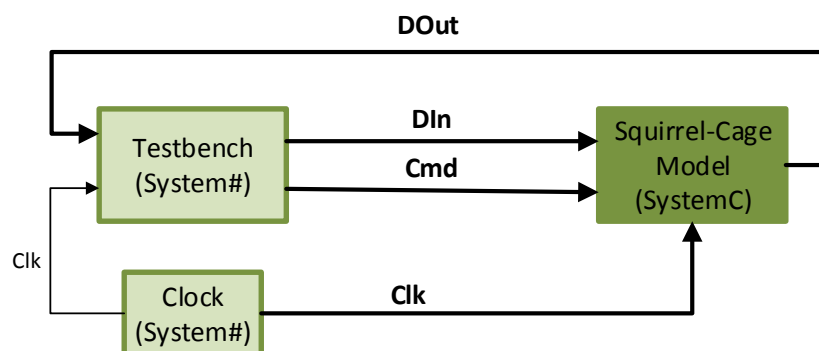 DOut
Testbench
(System#)
DIn
Cmd
Squirrel-Cage
Model
(SystemC)
Clk
Clock
(System#)
Clk